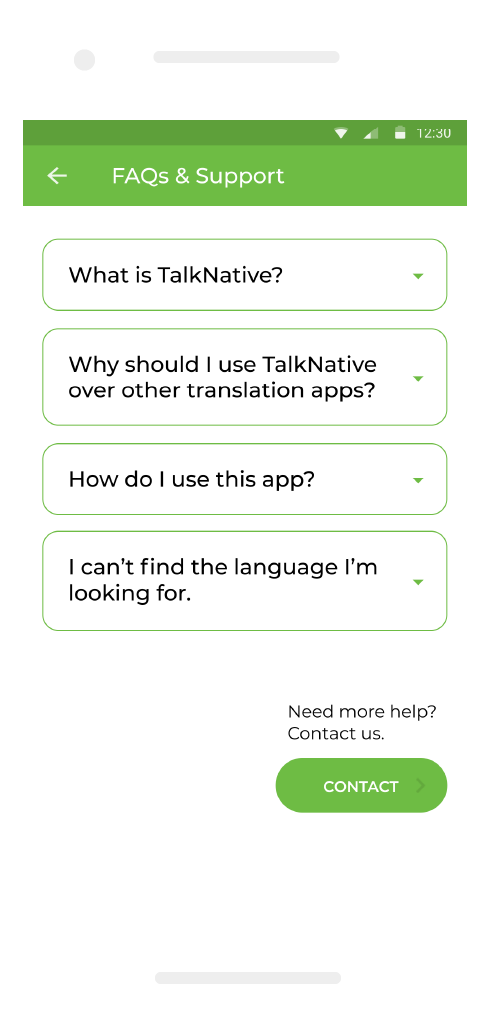 12:30
FAQs & Support
What is TalkNative?
Why should I use TalkNative
over other translation apps?
How do I use this app?
I can’t find the language I’m
looking for.
Need more help?
Contact us.
CONTACT